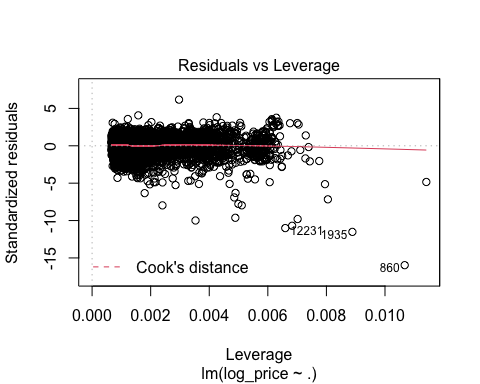 Residuals vs Leverage
Standardized residuals
5
0
-5
-10
-15
12231
1935
860
Cook's distance
0.000 0.002 0.004 0.006 0.008 0.010
Leverage
lm(log_price ~ .)